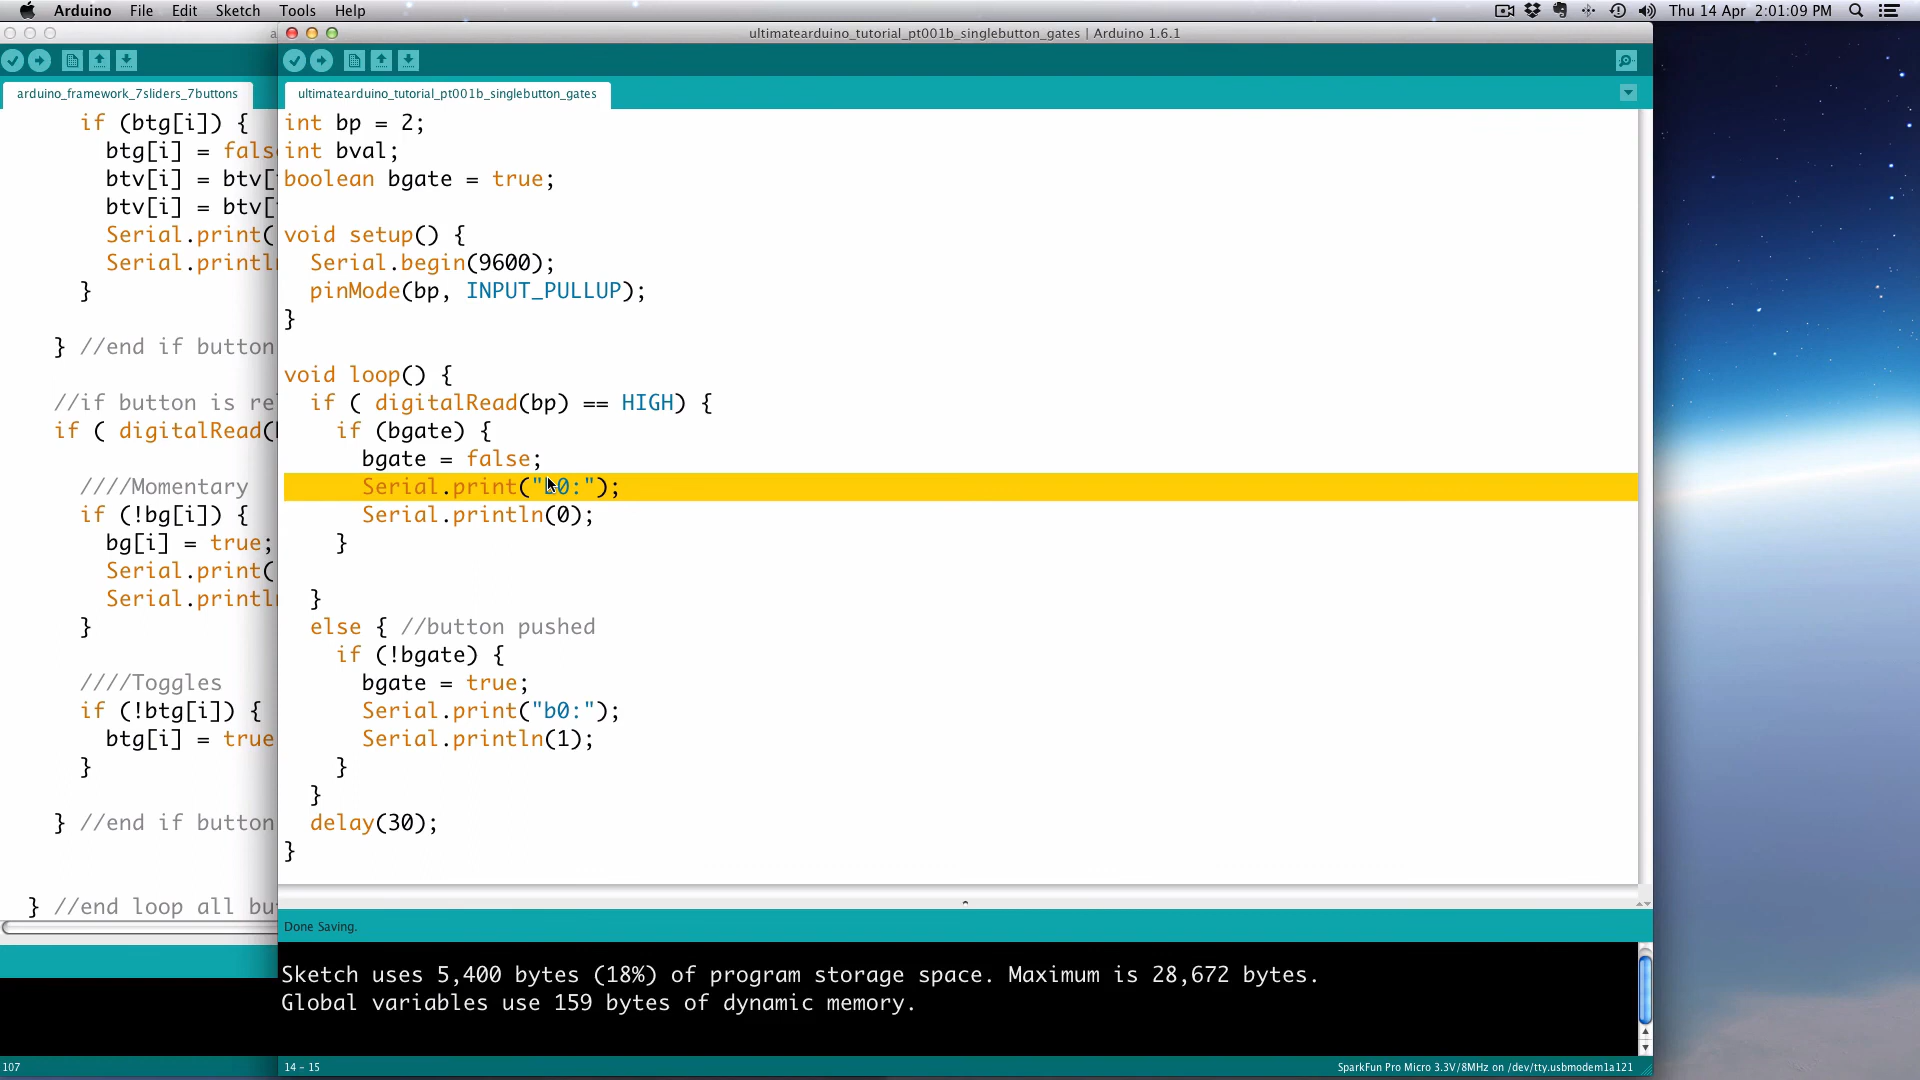 Arduino File Edit Sketch Tools Help
Thu 14 Apr 2:01:09 PM
a
ultimatearduino_tutorial_pt001b_singlebutton_gates | Arduino 1.6.1
arduino_framework_7sliders_7buttons
ultimatearduino_tutorial_pt001b_singlebutton_gates
if (btg[i]) {
btg[i] = fals
btv[i] = btv[
btv[i] = btv[
Serial.print(
Serial.println
}
} //end if button
//if button is re
if ( digitalRead(
////Momentary
if (!bg[i]) {
bg[i] = true;
Serial.print(
Serial.println
}
////Toggles
if (!btg[i]) {
btg[i] = true
}
} //end if button
} //end loop all bu
107
int bp = 2;
int bval;
boolean bgate = true;
void setup() {
Serial.begin(9600);
pinMode(bp, INPUT_PULLUP);
}
void loop() {
if ( digitalRead(bp) == HIGH) {
if (bgate) {
bgate = false;
Serial.print("b0:");
Serial.println(0);
}
}
else { //button pushed
if (!bgate) {
bgate = true;
Serial.print("b0:");
Serial.println(1);
}
}
delay(30);
}
Done Saving.
Sketch uses 5,400 bytes (18%) of program storage space. Maximum is 28,672 bytes.
Global variables use 159 bytes of dynamic memory.
14 - 15
SparkFun Pro Micro 3.3V/8MHz on /dev/tty.usbmodem1a121